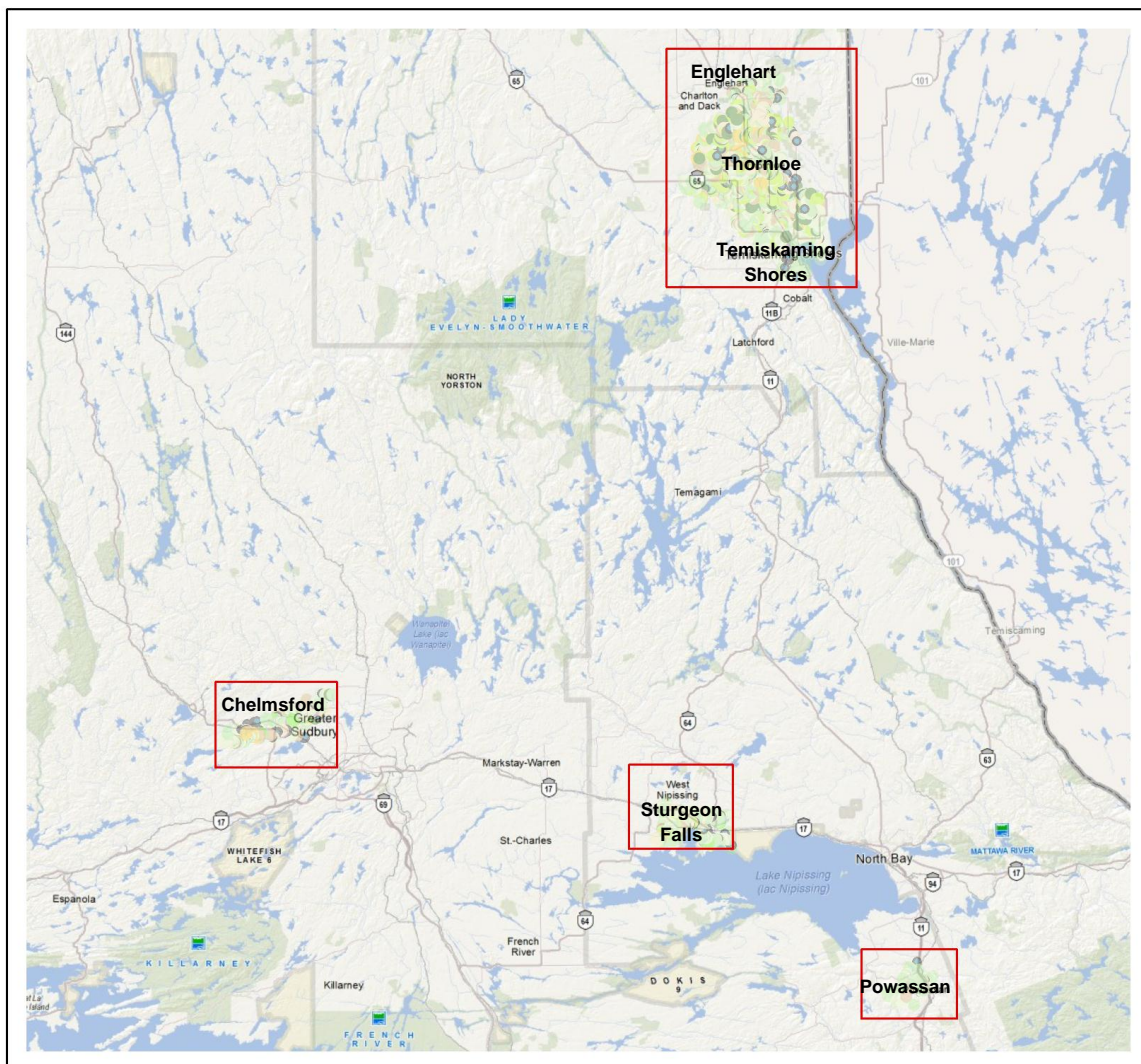 101
65
Englehart
Englehart
Charlton
and Dack
Thornloe
65
Temiskaming
Shores
Cobalt
11B
LADY
EVELYN-SMOOTHWATER
144
Latchford
Ville-Marie
NORTH
YORSTON
11
Temagami
101
Wanapitei
Lake (lac
Wanapitei)
Temiscaming
Chelmsford
Greater
Sudbury
64
63
Markstay-Warren
17
West
Nipissing
Sturgeon
Falls
69
17
17
St.-Charles
WHITEFISH
LAKE 6
North Bay
MATTAWA RIVER
17
Lake Nipissing
(lac Nipissing)
94
Espanola
64
11
French
River
KILLARNEY
DOKIS
9
Killarney
Powassan
Island
FRENCH
RIVER